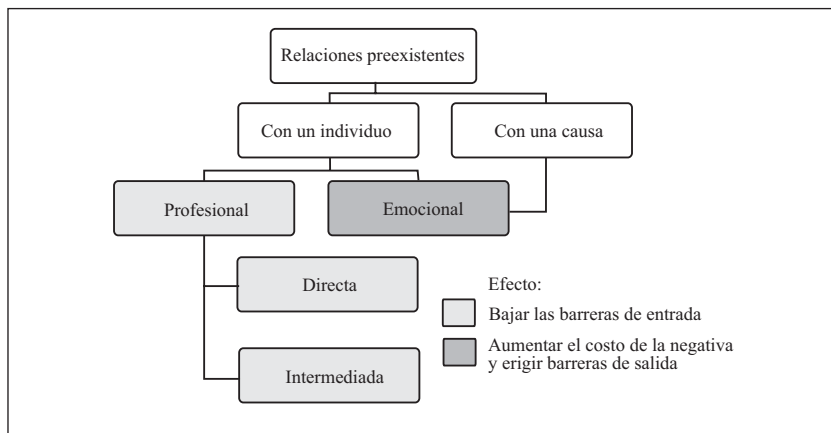 Relaciones preexistentes
Con un individuo
Con una causa
Profesional
Emocional
Directa
Intermediada
Efecto:
Bajar las barreras de entrada
Aumentar el costo de la negativa
y erigir barreras de salida